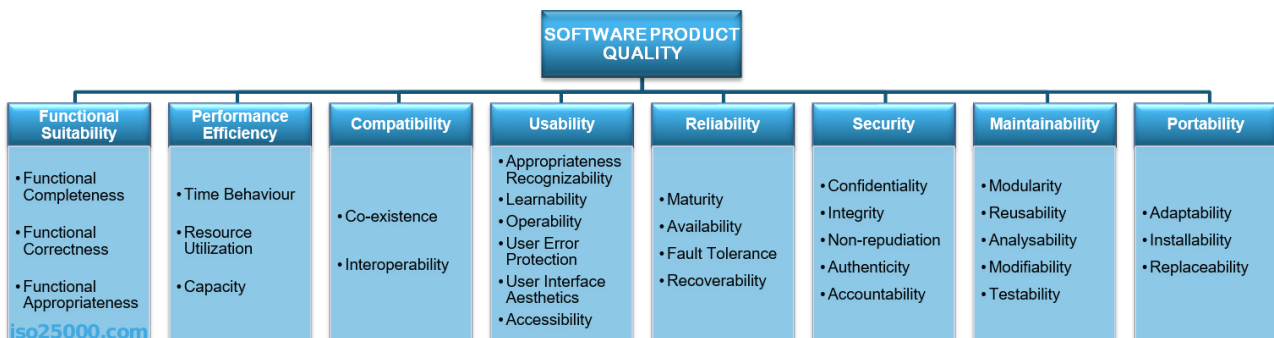 SOFTWARE PRODUCT
QUALITY
Functional
Suitability
• Functional
Completeness
• Functional
Correctness
• Functional
Appropriateness
iso25000.com
Performance
Efficiency
• Time Behaviour
• Resource
Utilization
• Capacity
Compatibility
• Co-existence
• Interoperability
Usability
• Appropriateness
Recognizability
• Learnability
• Operability
• User Error
Protection
• User Interface
Aesthetics
• Accessibility
Reliability
• Maturity
• Availability
• Fault Tolerance
• Recoverability
Security
• Confidentiality
• Integrity
• Non-repudiation
• Authenticity
• Accountability
Maintainability
• Modularity
• Reusability
• Analysability
• Modifiability
• Testability
Portability
• Adaptability
• Installability
• Replaceability